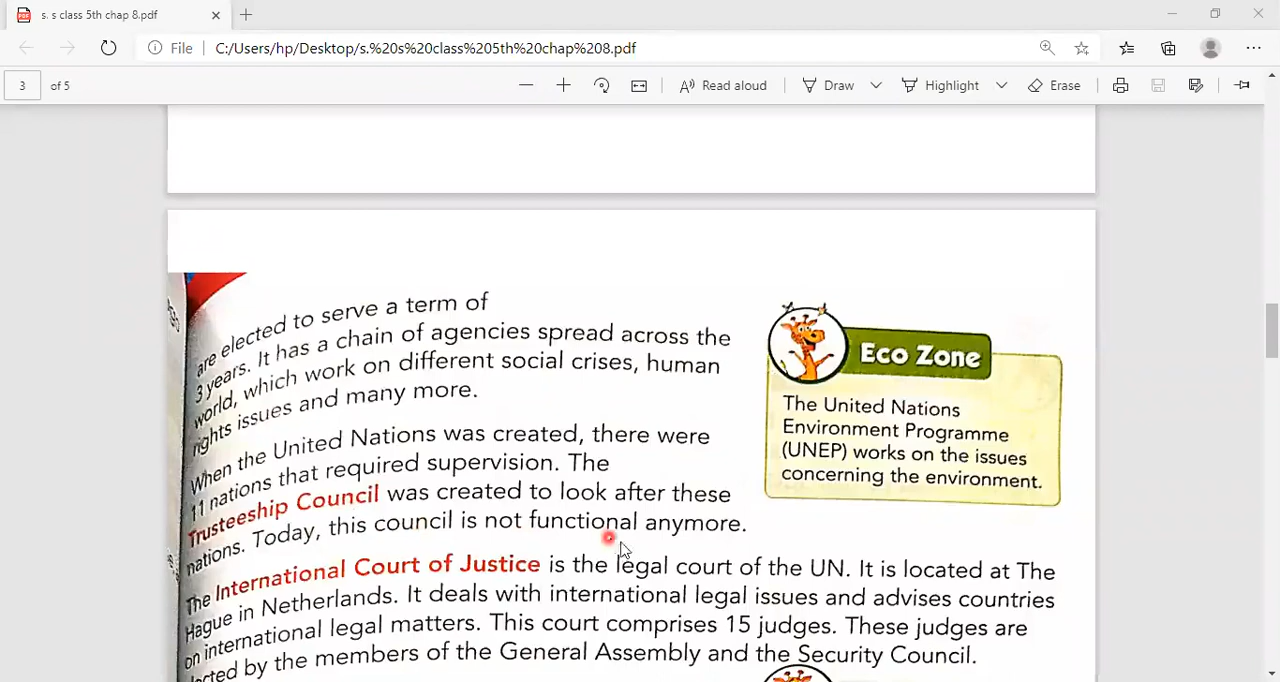 s. s class 5th chap 8.pdf
File
C:/Users/hp/Desktop/s.%20s%20class%205th%20chap%208.pdf
3 of 5
Read aloud
Draw
Highlight
Erase
are elected to serve a term of
3 years. It has a chain of agencies spread across the
world, which work on different social crises, human
rights issues and many more.
When the United Nations was created, there were
11 nations that required supervision. The
Trusteeship Council was created to look after these
nations. Today, this council is not functional anymore.
Eco Zone
The United Nations
Environment Programme
(UNEP) works on the issues
concerning the environment.
The International Court of Justice is the legal court of the UN. It is located at The
Hague in Netherlands. It deals with international legal issues and advises countries
on international legal matters. This court comprises 15 judges. These judges are
by the members of the General Assembly and the Security Council.